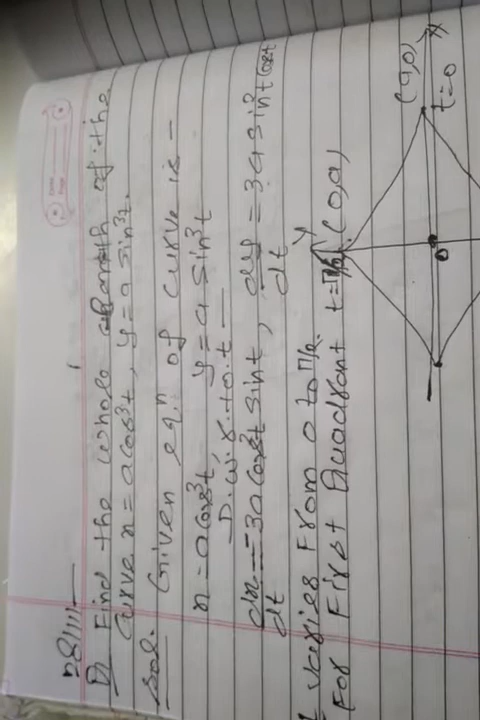 28/11/11
Q) Find the whole length of the
curve x = a cos³t, y = a sin³t.
Sol. Given eqⁿ of curve is -
x = a cos³t y = a sin³t
D.w.r.to.t -
dx/dt = -3a cos²t sint, dy/dt = 3a sin²t cost
t varies From 0 to π/2.
For First Quadrant t=π/2 (0,a)
Y
(a,0)
t=0
X
O